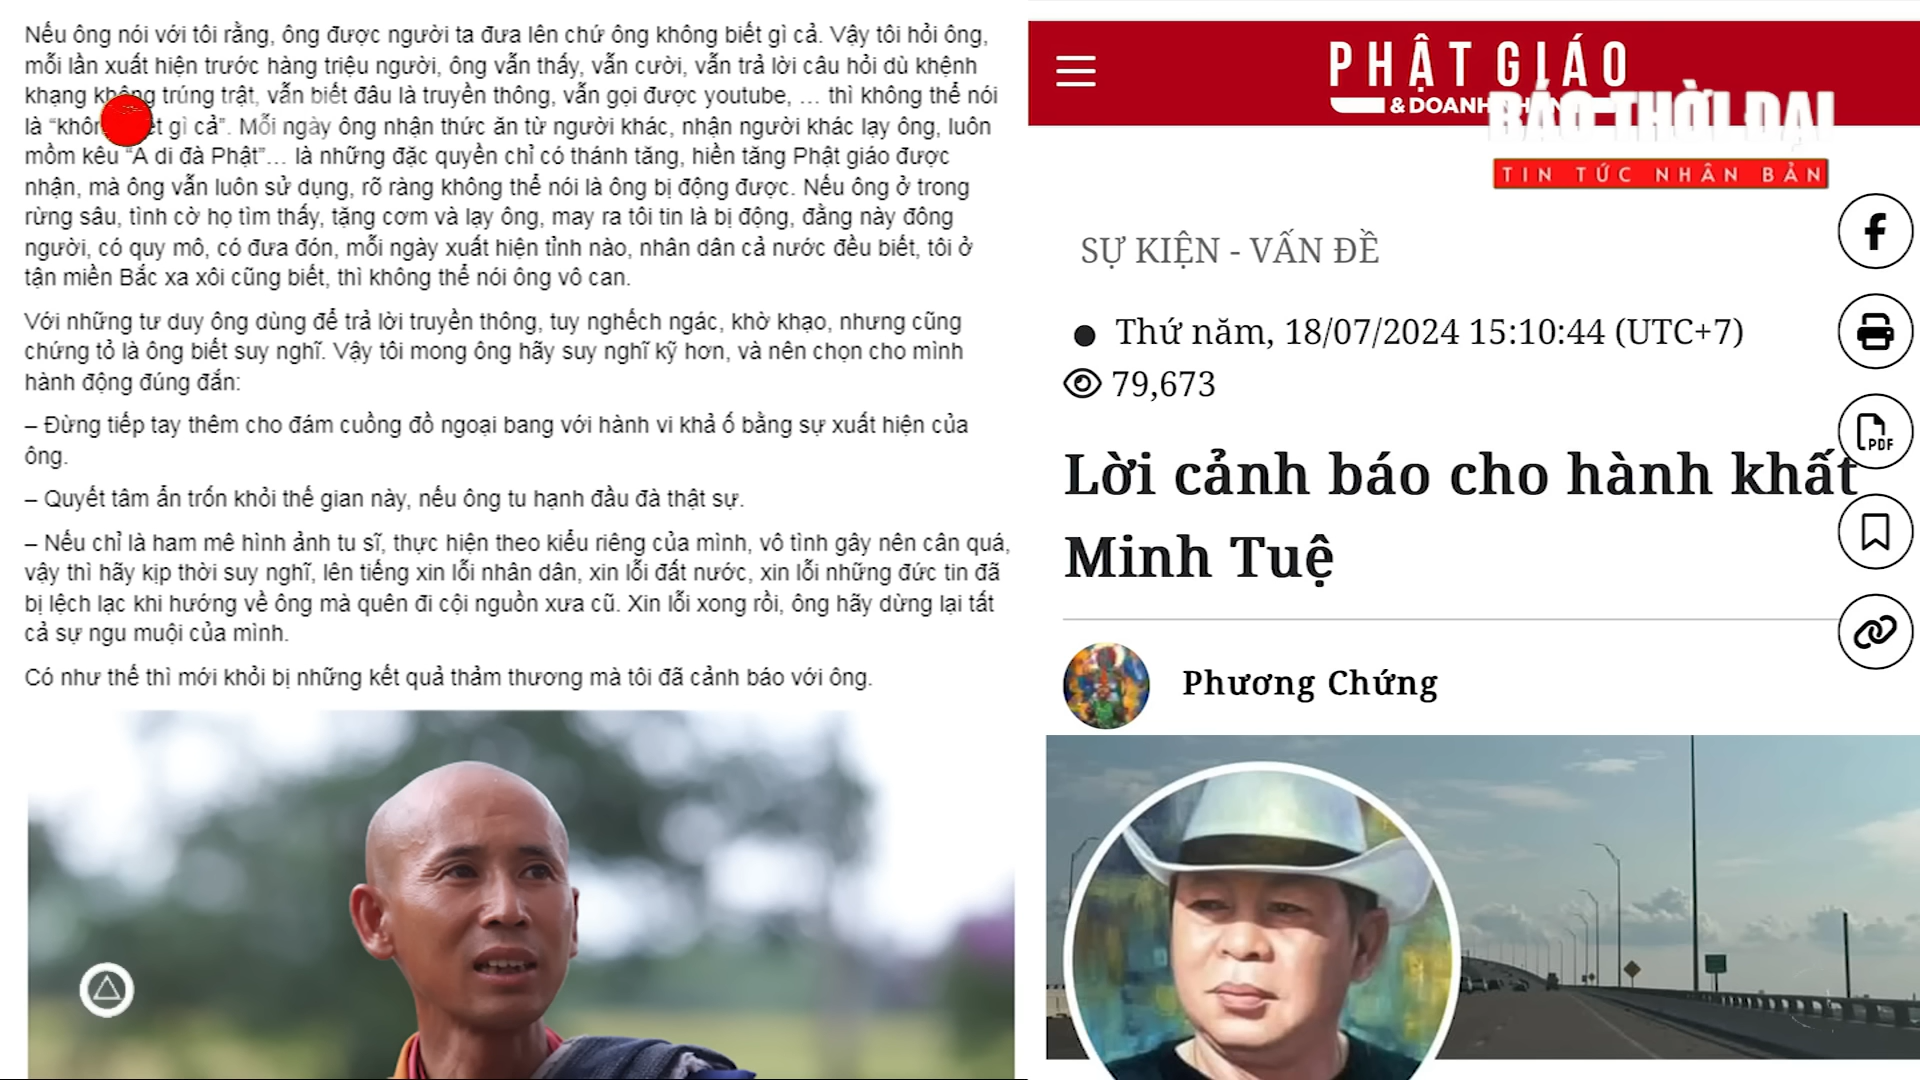 Nếu ông nói với tôi rằng, ông được người ta đưa lên chứ ông không biết gì cả. Vậy tôi hỏi ông,
mỗi lần xuất hiện trước hàng triệu người, ông vẫn thấy, vẫn cười, vẫn trả lời câu hỏi dù khệnh
khạng không trúng trật, vẫn biết đâu là truyền thông, vẫn gọi được youtube, ... thì không thể nói
là gì cả”. Mỗi ngày ông nhận thức ăn từ người khác, nhận người khác lạy ông, luôn
mồm kêu “A di đà Phật”... là những đặc quyền chỉ có thánh tăng, hiền tăng Phật giáo được
nhận, mà ông vẫn luôn sử dụng, rõ ràng không thể nói là ông bị động được. Nếu ông ở trong
rừng sâu, tình cờ họ tìm thấy, tặng cơm và lạy ông, may ra tôi tin là bị động, đằng này đông
người, có quy mô, có đưa đón, mỗi ngày xuất hiện tỉnh nào, nhân dân cả nước đều biết, tôi ở
tận miền Bắc xa xôi cũng biết, thì không thể nói ông vô can.
Với những tư duy ông dùng để trả lời truyền thông, tuy nghếch ngác, khờ khạo, nhưng cũng
chứng tỏ là ông biết suy nghĩ. Vậy tôi mong ông hãy suy nghĩ kỹ hơn, và nên chọn cho mình
hành động đúng đắn:
– Đừng tiếp tay thêm cho đám cuồng đồ ngoại bang với hành vi khả ố bằng sự xuất hiện của
ông.
– Quyết tâm ẩn trốn khỏi thế gian này, nếu ông tu hạnh đầu đà thật sự.
– Nếu chỉ là ham mê hình ảnh tu sĩ, thực hiện theo kiểu riêng của mình, vô tình gây nên cân quá,
vậy thì hãy kịp thời suy nghĩ, lên tiếng xin lỗi nhân dân, xin lỗi đất nước, xin lỗi những đức tin đã
bị lệch lạc khi hướng về ông mà quên đi cội nguồn xưa cũ. Xin lỗi xong rồi, ông hãy dừng lại tất
cả sự ngu muội của mình.
Có như thế thì mới khỏi bị những kết quả thảm thương mà tôi đã cảnh báo với ông.
PHẬT GIÁO
& DOANH NHÂN
BÁO THỜI ĐẠI
TIN TỨC NHÂN BẢN
SỰ KIỆN - VẤN ĐỀ
Thứ năm, 18/07/2024 15:10:44 (UTC+7)
79,673
PDF
Lời cảnh báo cho hành khất
Minh Tuệ
Phương Chứng